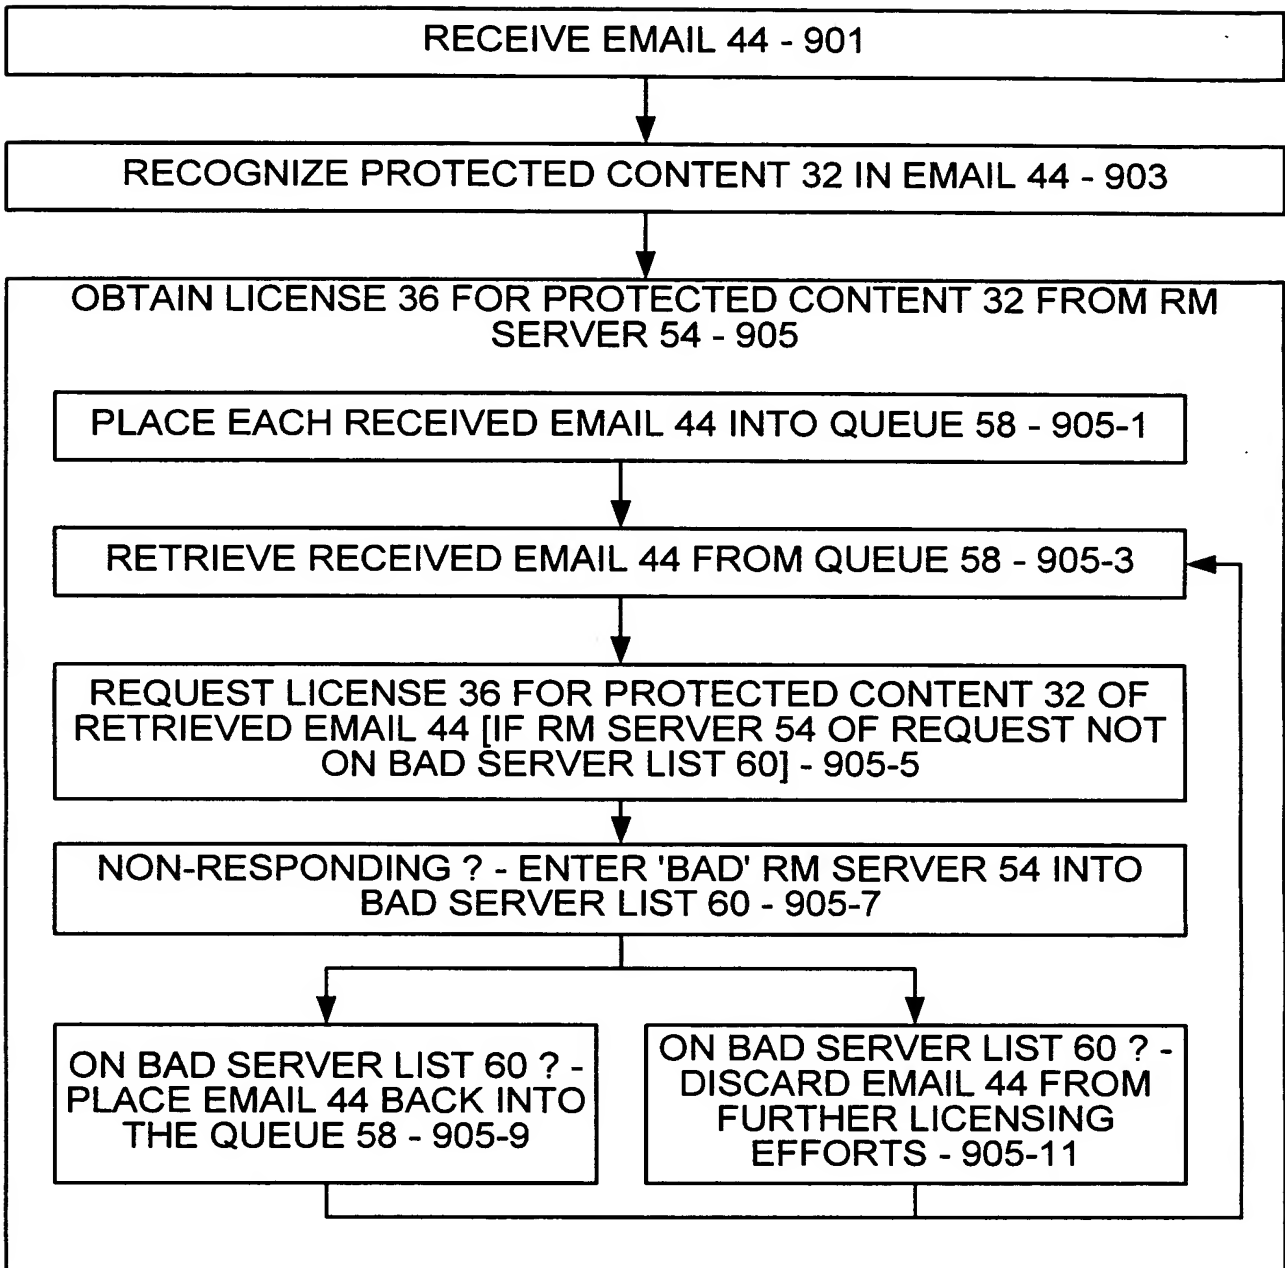 RECEIVE EMAIL 44 - 901
RECOGNIZE PROTECTED CONTENT 32 IN EMAIL 44 - 903
OBTAIN LICENSE 36 FOR PROTECTED CONTENT 32 FROM RM
SERVER 54 - 905
PLACE EACH RECEIVED EMAIL 44 INTO QUEUE 58 - 905-1
RETRIEVE RECEIVED EMAIL 44 FROM QUEUE 58 - 905-3
REQUEST LICENSE 36 FOR PROTECTED CONTENT 32 OF
RETRIEVED EMAIL 44 [IF RM SERVER 54 OF REQUEST NOT
ON BAD SERVER LIST 60] - 905-5
NON-RESPONDING ? - ENTER 'BAD' RM SERVER 54 INTO
BAD SERVER LIST 60 - 905-7
ON BAD SERVER LIST 60 ? -
PLACE EMAIL 44 BACK INTO
THE QUEUE 58 - 905-9
ON BAD SERVER LIST 60 ? -
DISCARD EMAIL 44 FROM
FURTHER LICENSING
EFFORTS - 905-11